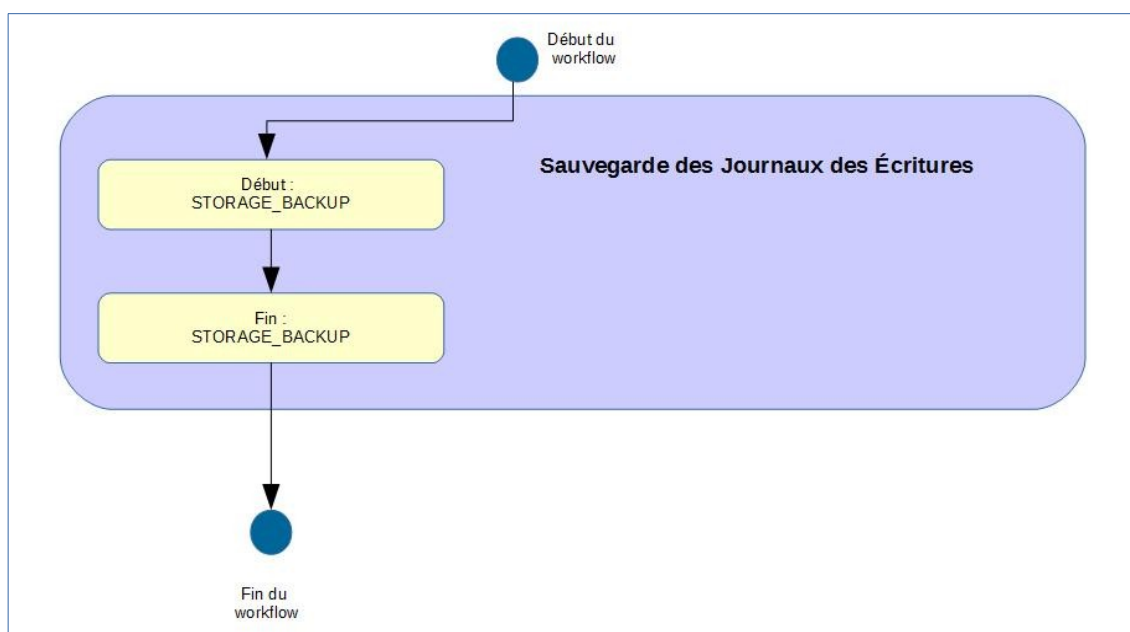 Début du
workflow
Sauvegarde des Journaux des Écritures
Début :
STORAGE_BACKUP
Fin :
STORAGE_BACKUP
Fin du
workflow